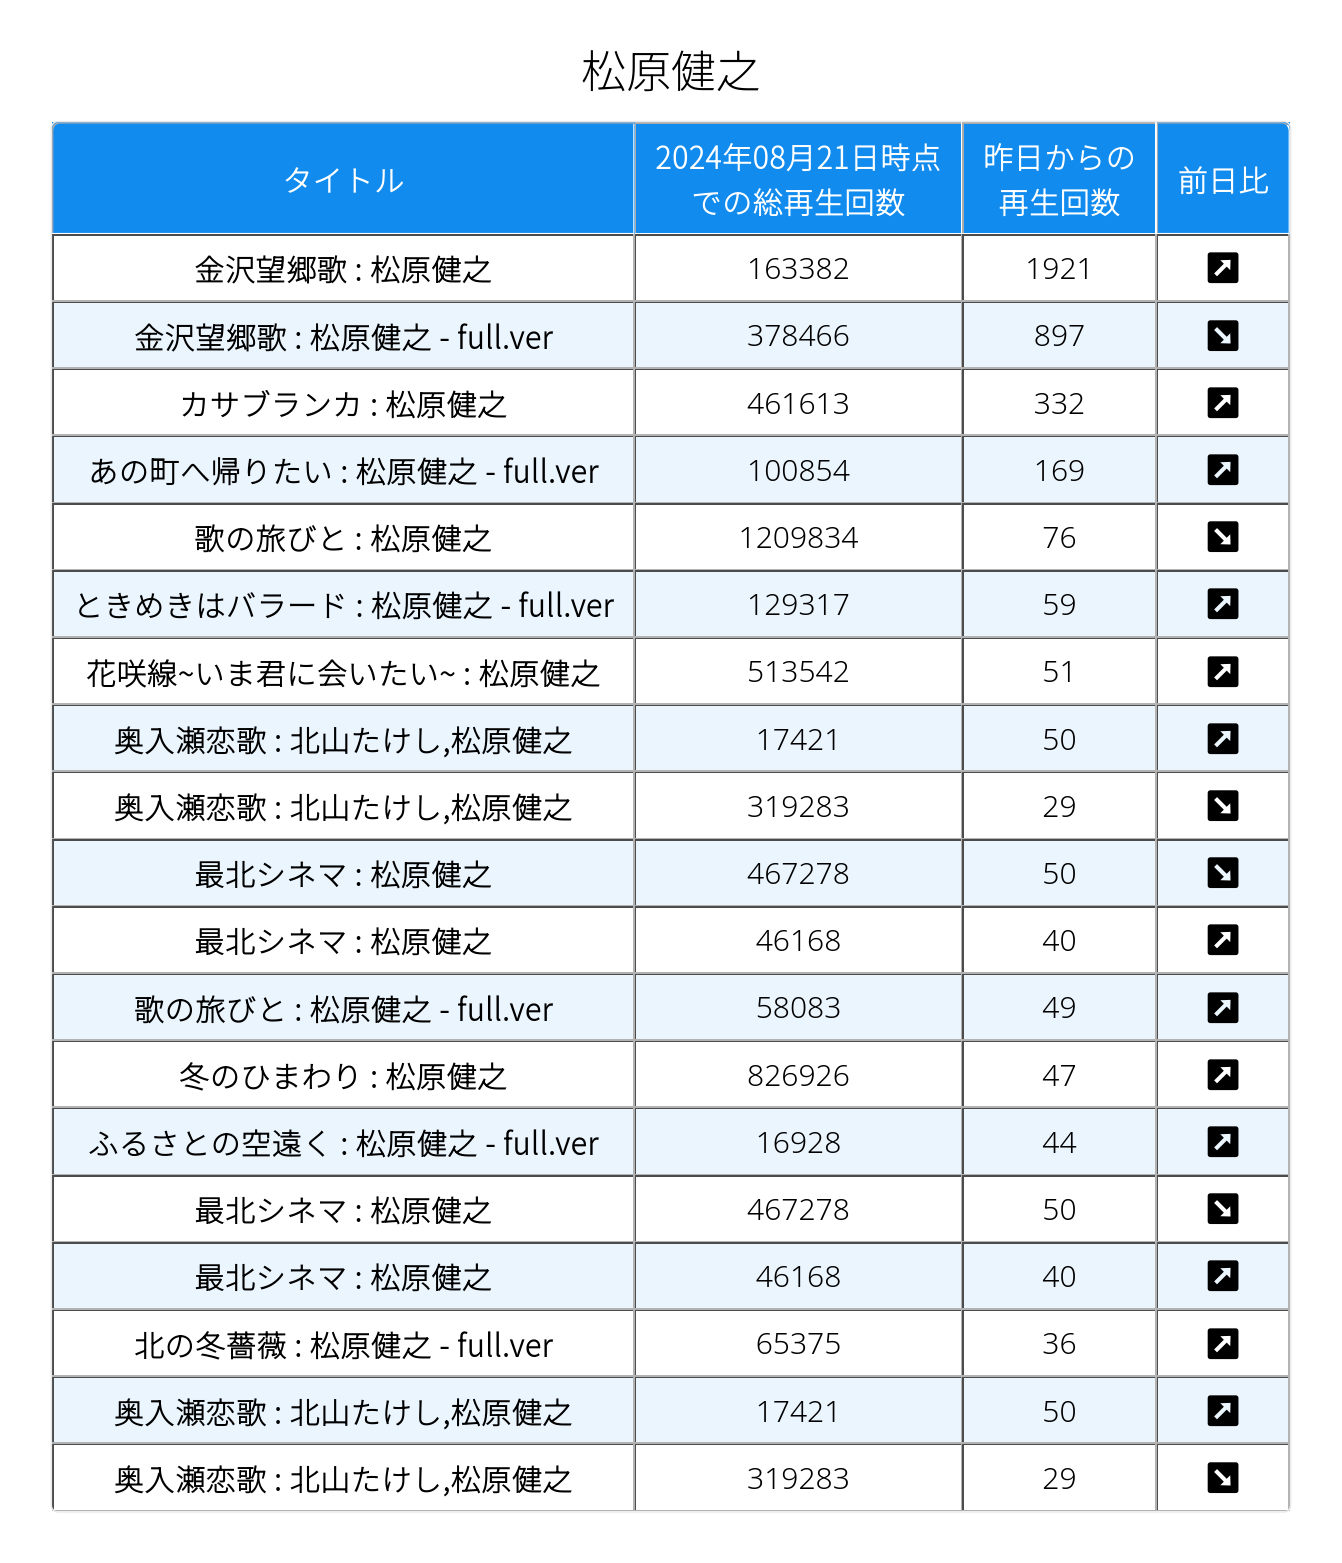 松原健之
タイトル 2024年08月21日時点での総再生回数 昨日からの再生回数 前日比
金沢望郷歌 : 松原健之 163382 1921 ↗
金沢望郷歌 : 松原健之 - full.ver 378466 897 ↘
カサブランカ : 松原健之 461613 332 ↗
あの町へ帰りたい : 松原健之 - full.ver 100854 169 ↗
歌の旅びと : 松原健之 1209834 76 ↘
ときめきはバラード : 松原健之 - full.ver 129317 59 ↗
花咲線~いま君に会いたい~ : 松原健之 513542 51 ↗
奥入瀬恋歌 : 北山たけし,松原健之 17421 50 ↗
奥入瀬恋歌 : 北山たけし,松原健之 319283 29 ↘
最北シネマ : 松原健之 467278 50 ↘
最北シネマ : 松原健之 46168 40 ↗
歌の旅びと : 松原健之 - full.ver 58083 49 ↗
冬のひまわり : 松原健之 826926 47 ↗
ふるさとの空遠く : 松原健之 - full.ver 16928 44 ↗
最北シネマ : 松原健之 467278 50 ↘
最北シネマ : 松原健之 46168 40 ↗
北の冬薔薇 : 松原健之 - full.ver 65375 36 ↗
奥入瀬恋歌 : 北山たけし,松原健之 17421 50 ↗
奥入瀬恋歌 : 北山たけし,松原健之 319283 29 ↘